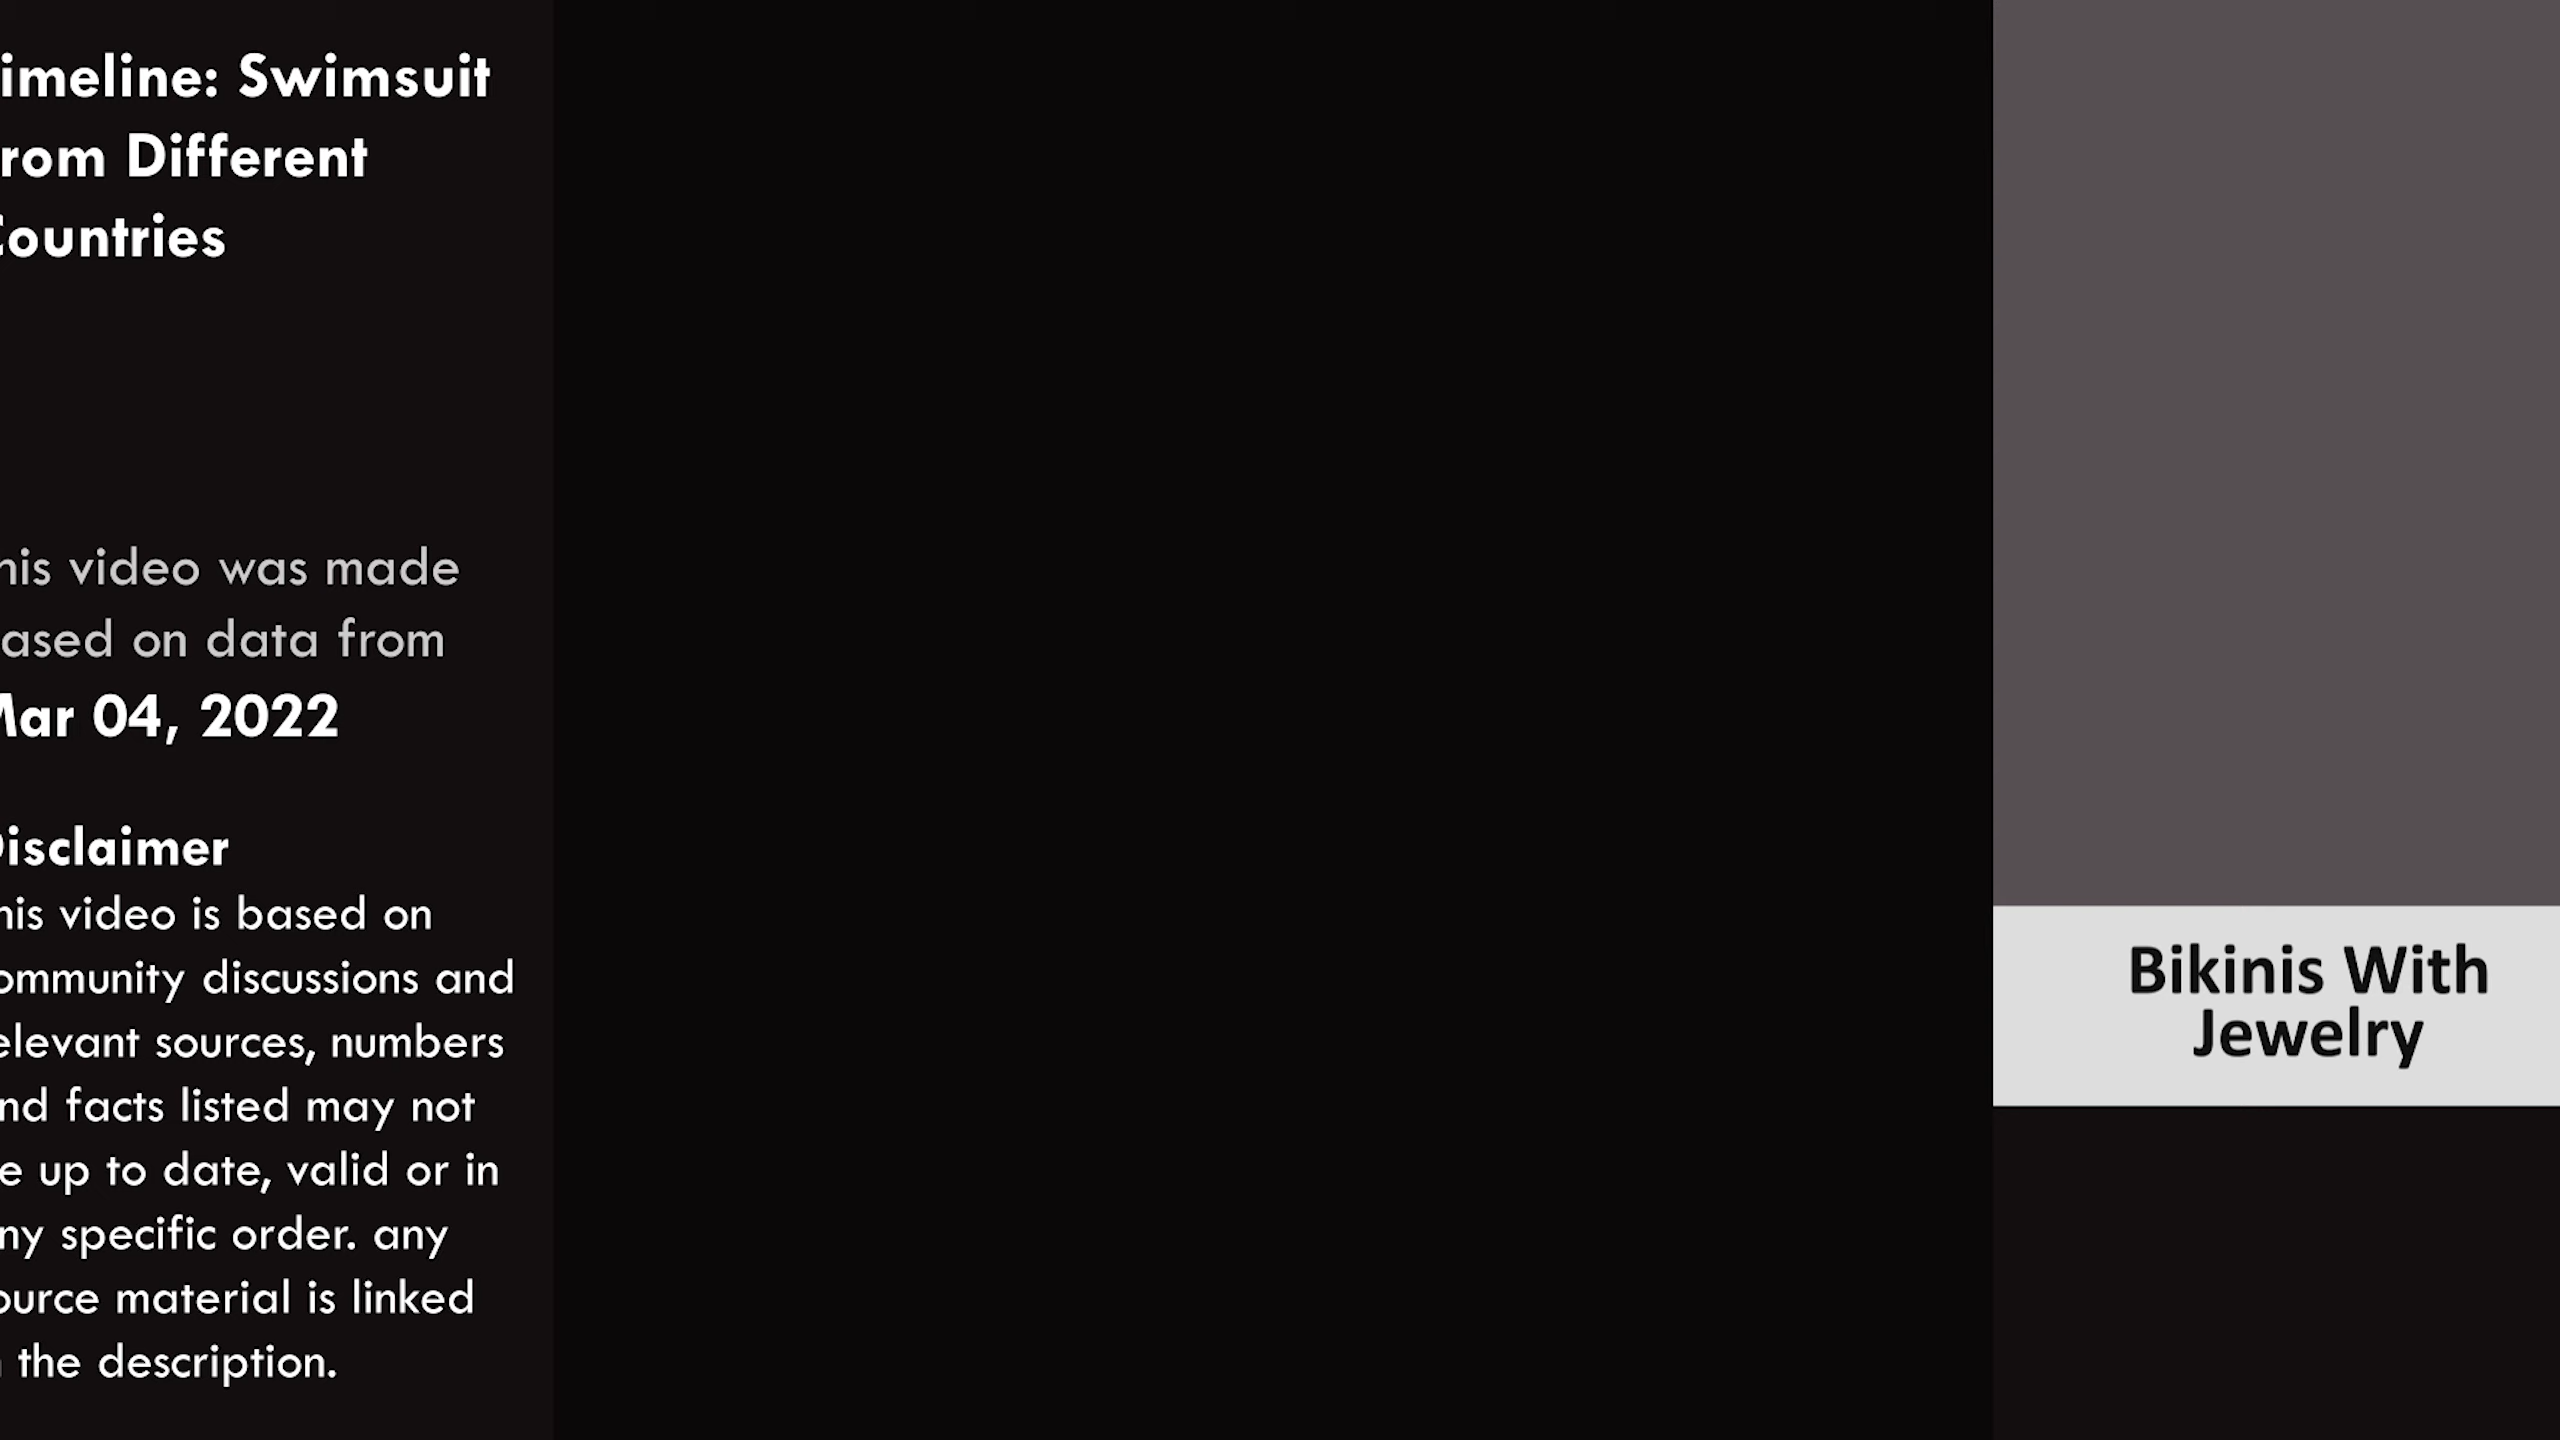 imeline: Swimsuit
rom Different
Countries
his video was made
ased on data from
Mar 04, 2022
Disclaimer
his video is based on
ommunity discussions and
elevant sources, numbers
nd facts listed may not
e up to date, valid or in
ny specific order. any
ource material is linked
the description.
Bikinis With
Jewelry